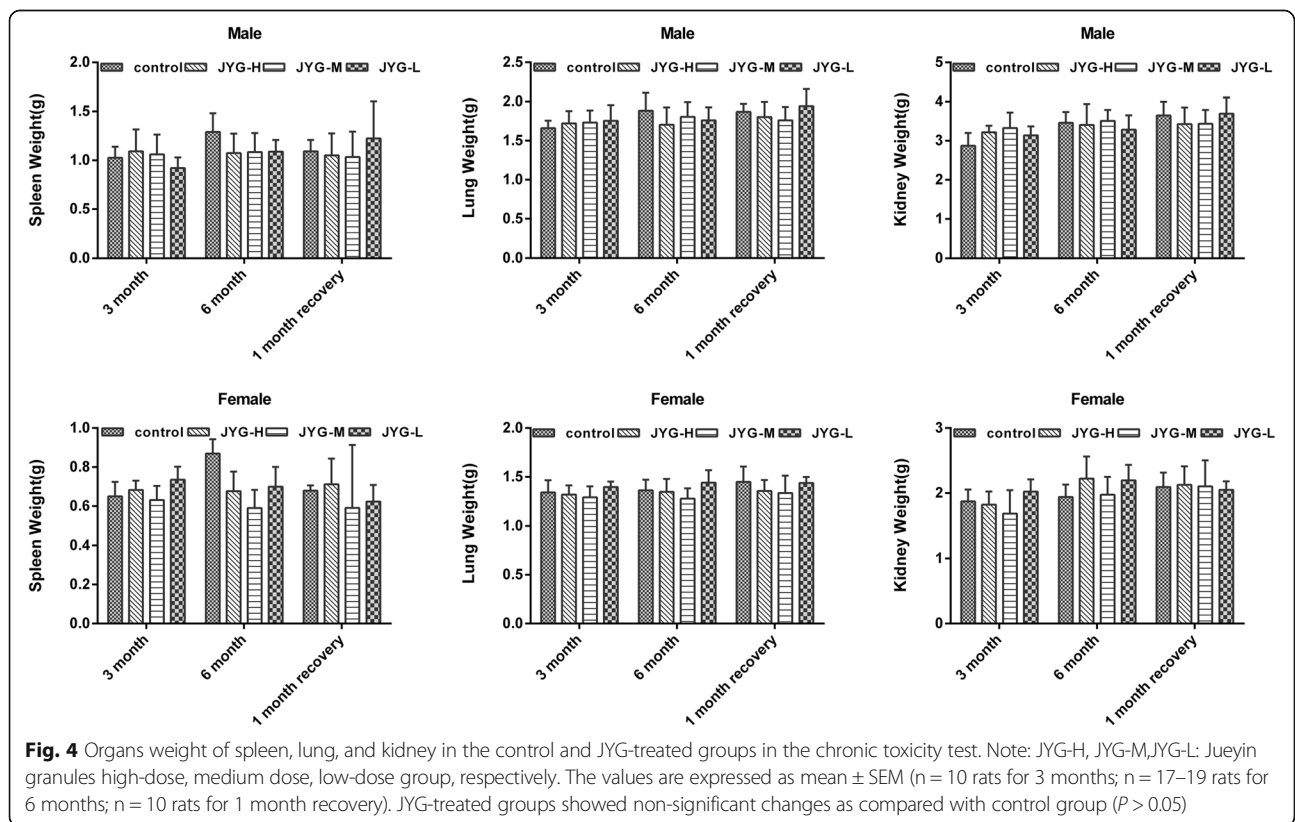 Male
2.0
1.5
1.0
0.5
0.0
Spleen Weight(g)
control JYG-H JYG-M JYG-L
3 month
6 month
1 month recovery
Male
2.5
2.0
1.5
1.0
0.5
0.0
Lung Weight(g)
control JYG-H JYG-M JYG-L
3 month
6 month
1 month recovery
Male
5
4
3
2
1
0
Kidney Weight(g)
control JYG-H JYG-M JYG-L
3 month
6 month
1 month recovery
Female
1.0
0.8
0.6
0.4
0.2
0.0
Spleen Weight(g)
control JYG-H JYG-M JYG-L
3 month
6 month
1 month recovery
Female
2.0
1.5
1.0
0.5
0.0
Lung Weight(g)
control JYG-H JYG-M JYG-L
3 month
6 month
1 month recovery
Female
3
2
1
0
Kidney Weight(g)
control JYG-H JYG-M JYG-L
3 month
6 month
1 month recovery
Fig. 4 Organs weight of spleen, lung, and kidney in the control and JYG-treated groups in the chronic toxicity test. Note: JYG-H, JYG-M,JYG-L: Jueyin
granules high-dose, medium dose, low-dose group, respectively. The values are expressed as mean ± SEM (n = 10 rats for 3 months; n = 17–19 rats for
6 months; n = 10 rats for 1 month recovery). JYG-treated groups showed non-significant changes as compared with control group (P > 0.05)